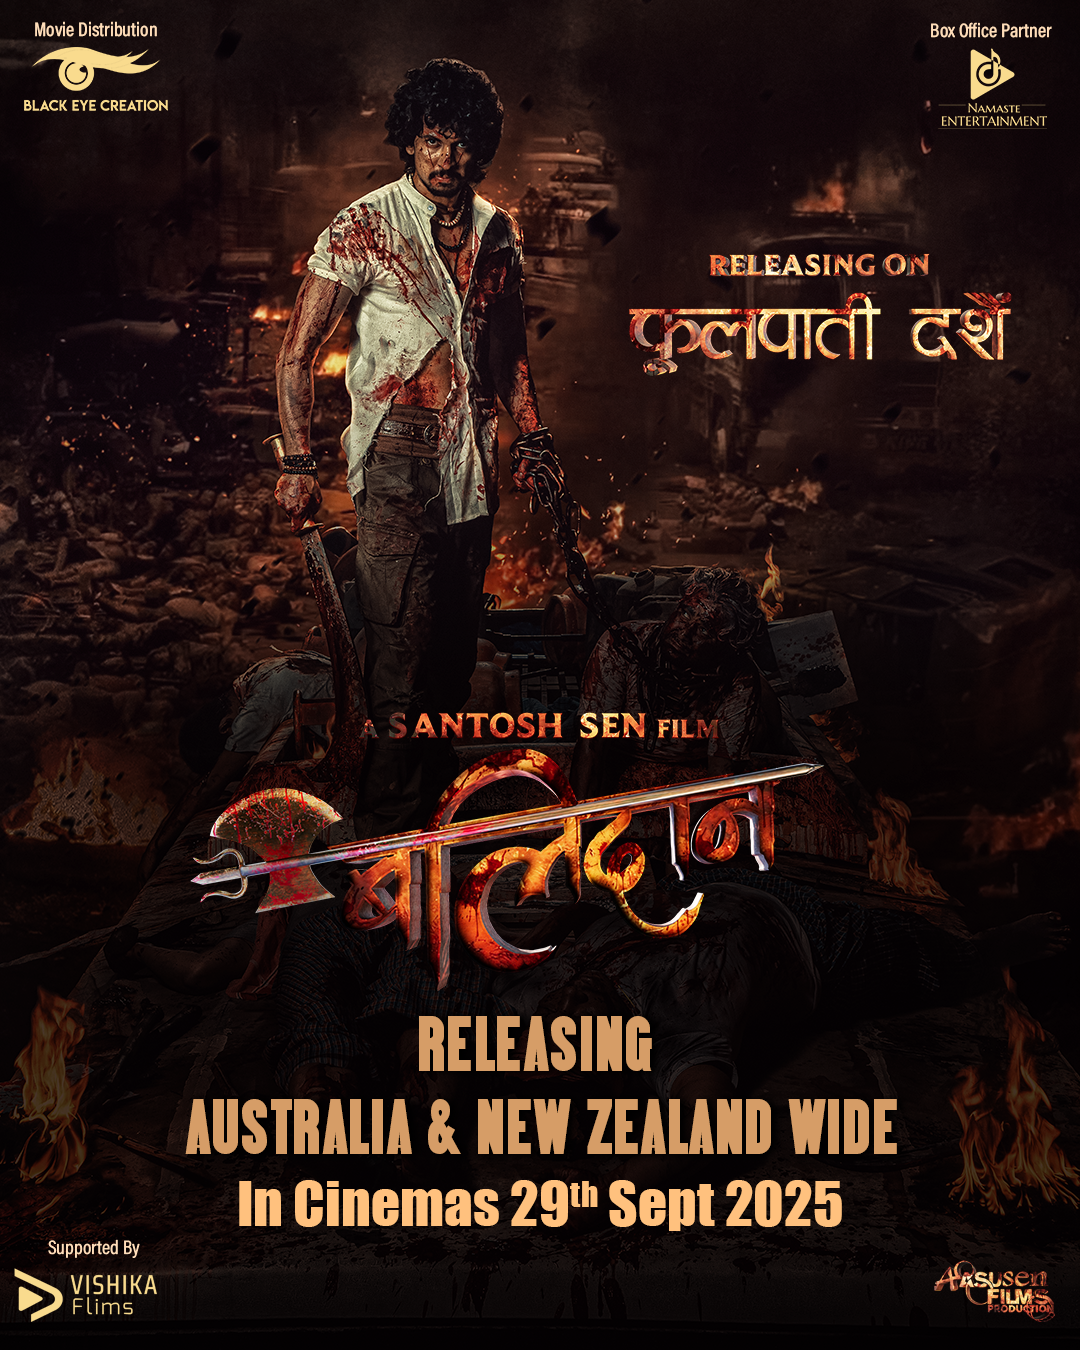 Movie Distribution
BLACK EYE CREATION
Box Office Partner
NAMASTE
ENTERTAINMENT
RELEASING ON
फूलपाती दशैं
A SANTOSH SEN FILM
बलिदान
RELEASING
AUSTRALIA & NEW ZEALAND WIDE
In Cinemas 29th Sept 2025
Supported By
VISHIKA
Flims
AASUSEN
FILMS
PRODUCTION